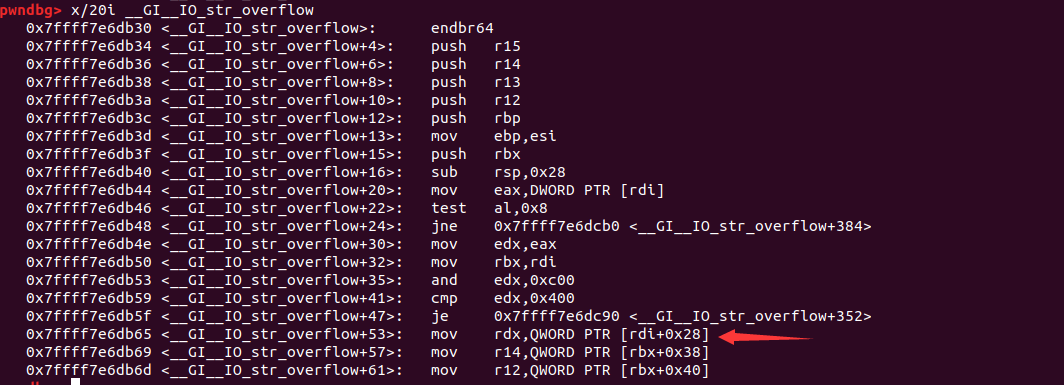 pwndbg> x/20i __GI__IO_str_overflow
0x7ffff7e6db30 <__GI__IO_str_overflow>: endbr64
0x7ffff7e6db34 <__GI__IO_str_overflow+4>: push r15
0x7ffff7e6db36 <__GI__IO_str_overflow+6>: push r14
0x7ffff7e6db38 <__GI__IO_str_overflow+8>: push r13
0x7ffff7e6db3a <__GI__IO_str_overflow+10>: push r12
0x7ffff7e6db3c <__GI__IO_str_overflow+12>: push rbp
0x7ffff7e6db3d <__GI__IO_str_overflow+13>: mov ebp,esi
0x7ffff7e6db3f <__GI__IO_str_overflow+15>: push rbx
0x7ffff7e6db40 <__GI__IO_str_overflow+16>: sub rsp,0x28
0x7ffff7e6db44 <__GI__IO_str_overflow+20>: mov eax,DWORD PTR [rdi]
0x7ffff7e6db46 <__GI__IO_str_overflow+22>: test al,0x8
0x7ffff7e6db48 <__GI__IO_str_overflow+24>: jne 0x7ffff7e6dcb0 <__GI__IO_str_overflow+384>
0x7ffff7e6db4e <__GI__IO_str_overflow+30>: mov edx,eax
0x7ffff7e6db50 <__GI__IO_str_overflow+32>: mov rbx,rdi
0x7ffff7e6db53 <__GI__IO_str_overflow+35>: and edx,0xc00
0x7ffff7e6db59 <__GI__IO_str_overflow+41>: cmp edx,0x400
0x7ffff7e6db5f <__GI__IO_str_overflow+47>: je 0x7ffff7e6dc90 <__GI__IO_str_overflow+352>
0x7ffff7e6db65 <__GI__IO_str_overflow+53>: mov rdx,QWORD PTR [rdi+0x28]
0x7ffff7e6db69 <__GI__IO_str_overflow+57>: mov r14,QWORD PTR [rbx+0x38]
0x7ffff7e6db6d <__GI__IO_str_overflow+61>: mov r12,QWORD PTR [rbx+0x40]